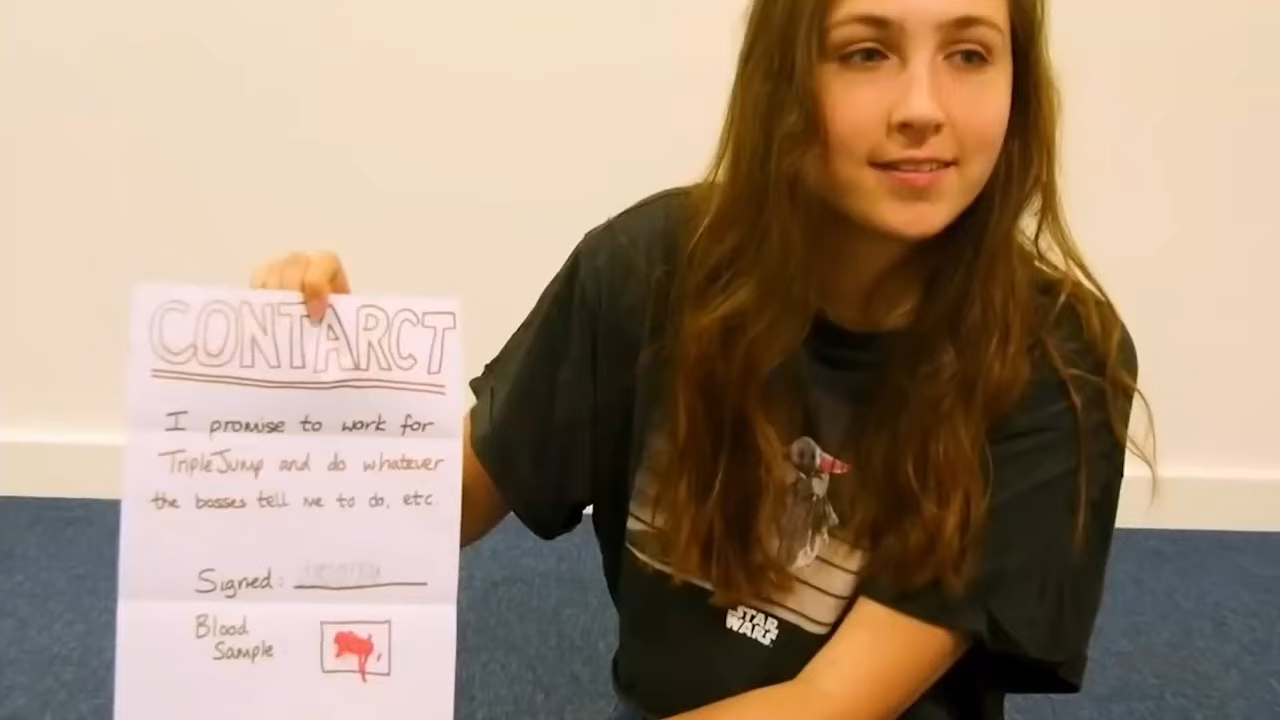 CONTARCT
I promise to work for
TripleJump and do whatever
the bosses tell me to do, etc.
Signed:
Blood
Sample
STAR
WARS